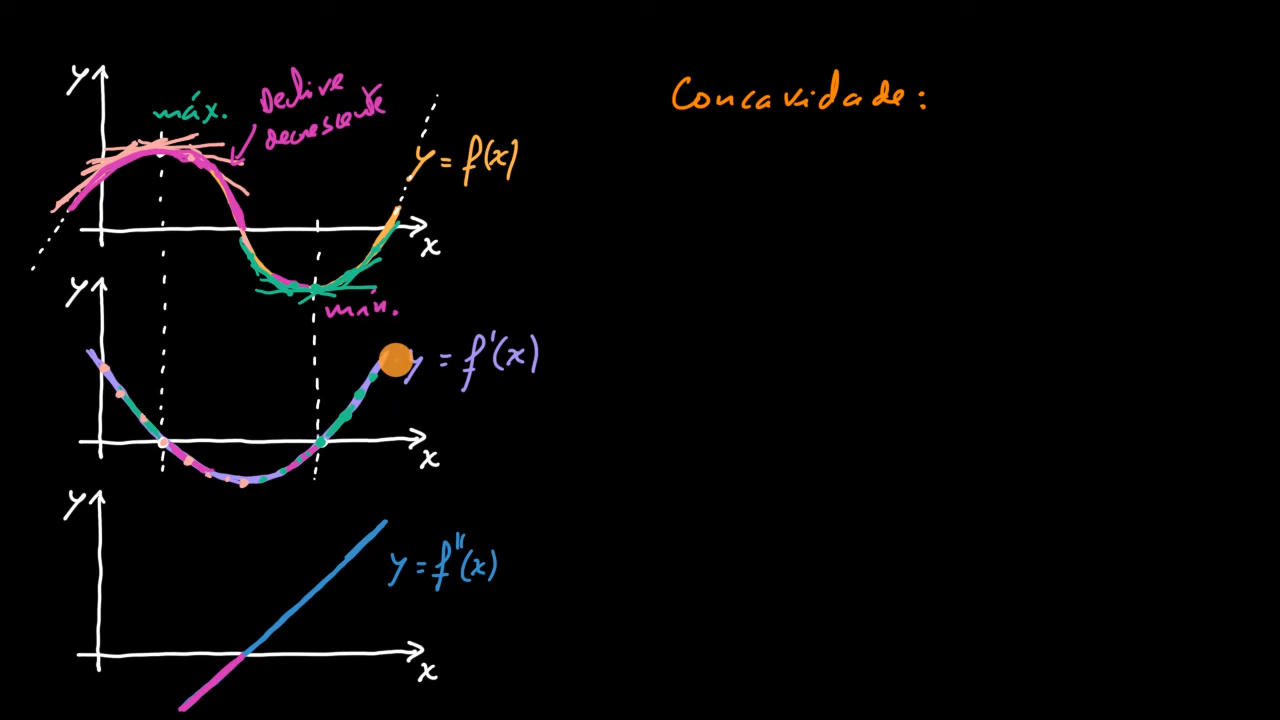 y
máx.
Declive
decrescente
y = f(x)
x
Concavidade:
y
mín.
y = f'(x)
x
y
y = f''(x)
x